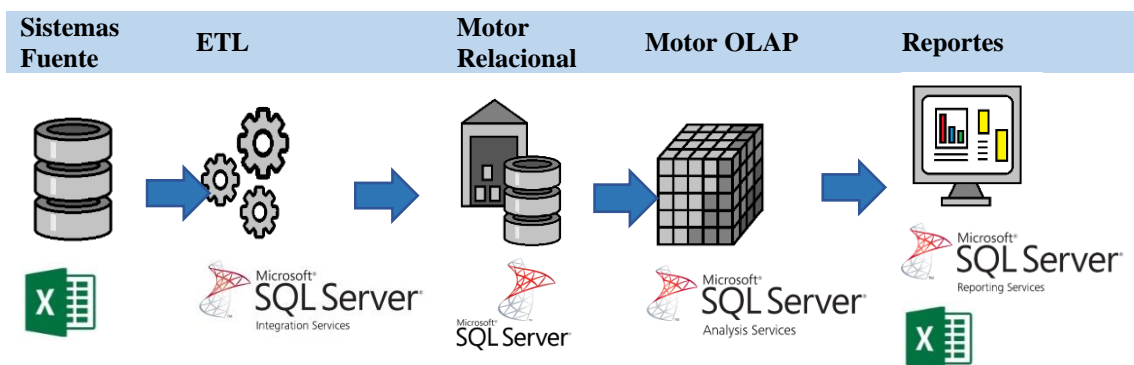 Sistemas
Fuente
ETL
Motor
Relacional
Motor OLAP
Reportes
X
Microsoft®
SQL Server®
Integration Services
Microsoft®
SQL Server®
Microsoft®
SQL Server®
Analysis Services
Microsoft®
SQL Server®
Reporting Services
X